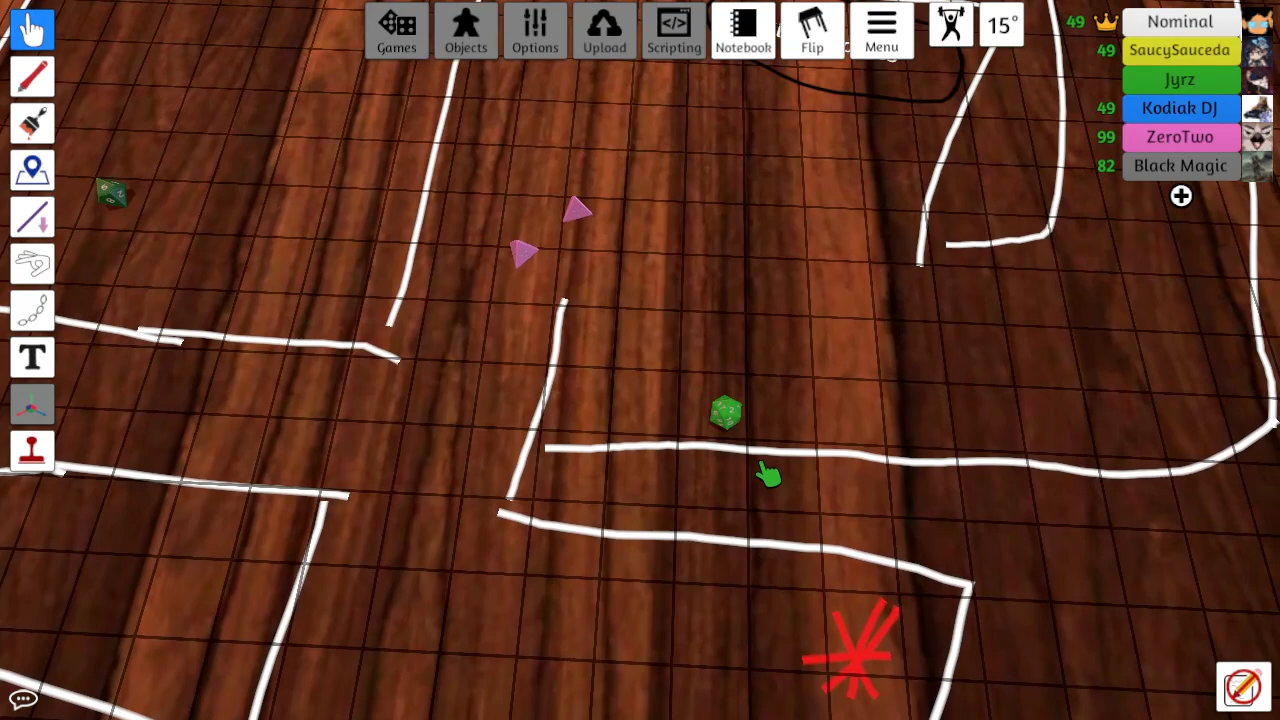 Games
Objects
Options
Upload
Scripting
Notebook
Flip
Menu
15°
49 Nominal
49 SaucySauceda
Jyrz
49 Kodiak DJ
99 ZeroTwo
82 Black Magic
T